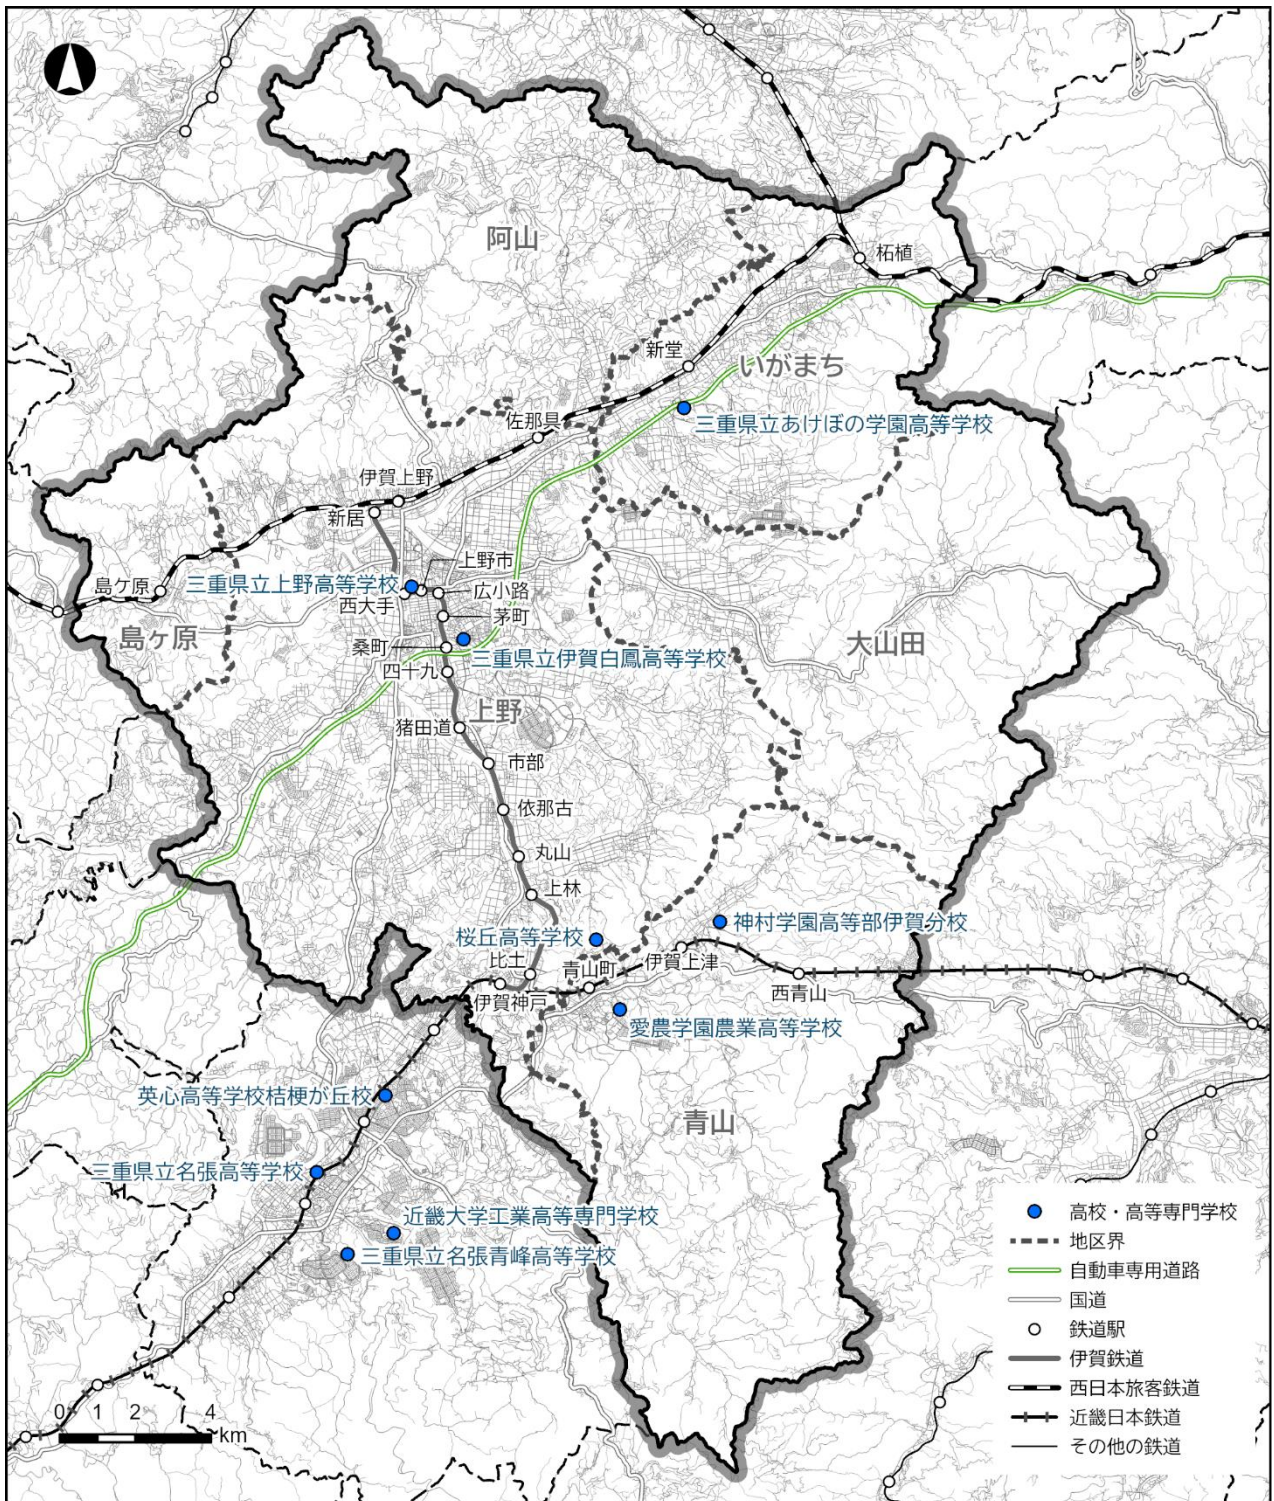 阿山
柘植
新堂
いがまち
三重県立あけぼの学園高等学校
佐那具
伊賀上野
新居
上野市
三重県立上野高等学校
島ケ原
西大手
広小路
茅町
島ヶ原
桑町
三重県立伊賀白鳳高等学校
大山田
四十九
上野
猪田道
市部
依那古
丸山
上林
神村学園高等部伊賀分校
桜丘高等学校
比土
青山町
伊賀上津
西青山
伊賀神戸
愛農学園農業高等学校
英心高等学校桔梗が丘校
青山
三重県立名張高等学校
近畿大学工業高等専門学校
三重県立名張青峰高等学校
高校・高等専門学校
地区界
自動車専用道路
国道
鉄道駅
伊賀鉄道
西日本旅客鉄道
近畿日本鉄道
その他の鉄道
0 1 2 4
km